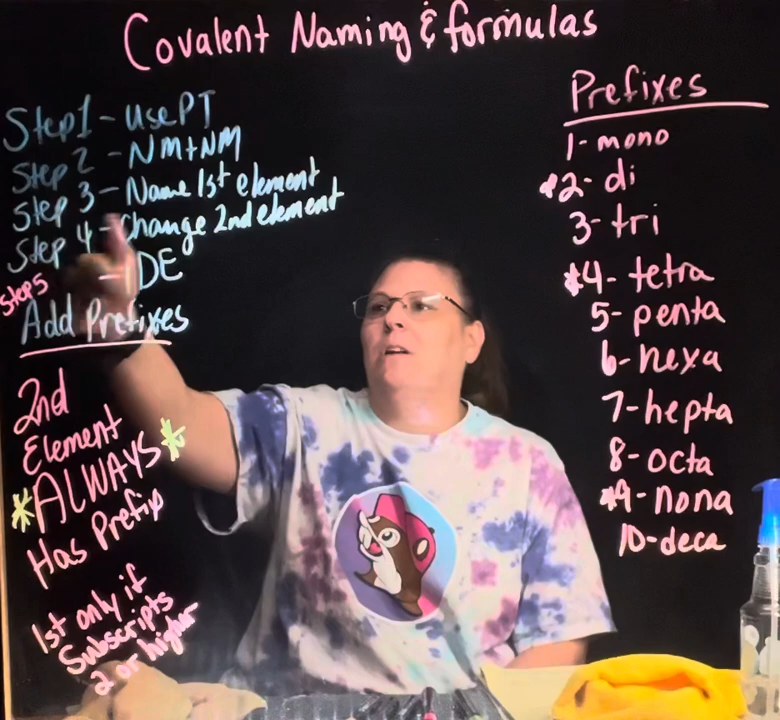 Covalent Naming & formulas
Step 1 - Use PT
Step 2 - NM+NM
Step 3 - Name 1st element
Step 4 - Change 2nd element
- IDE
Step 5
Add Prefixes
2nd
Element
*ALWAYS*
Has Prefix
1st only if
Subscripts
2 or higher
Prefixes
1- mono
*2- di
3- tri
*4- tetra
5- penta
6- hexa
7- hepta
8- octa
*9- nona
10- deca